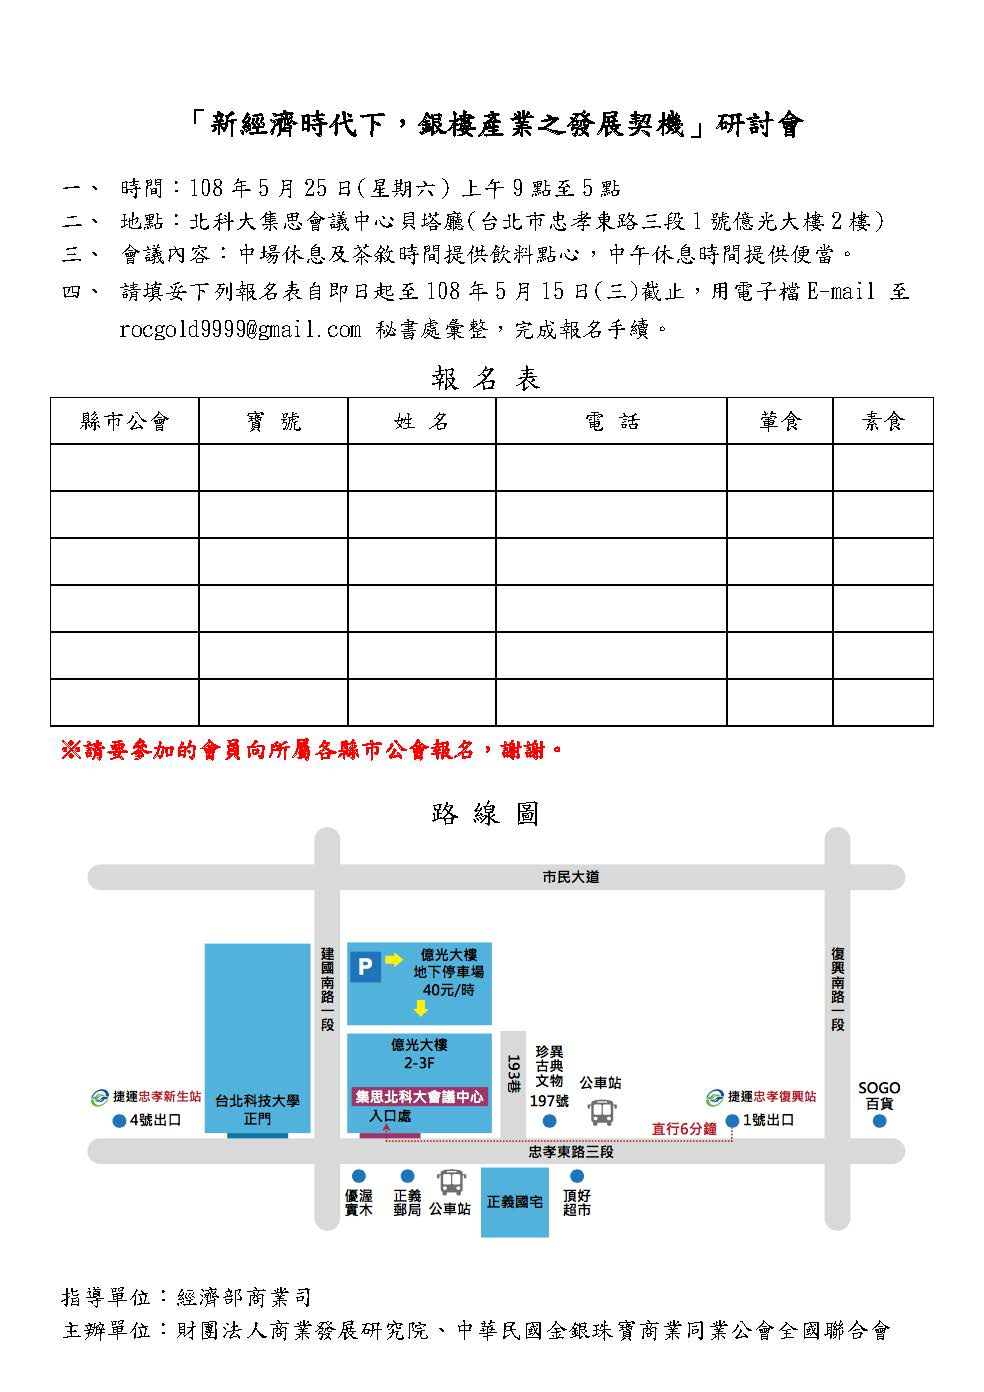 「新經濟時代下，銀樓產業之發展契機」研討會
一、 時間：108 年 5 月 25 日(星期六) 上午 9 點至 5 點
二、 地點：北科大集思會議中心貝塔廳(台北市忠孝東路三段 1 號億光大樓 2 樓)
三、 會議內容：中場休息及茶敘時間提供飲料點心，中午休息時間提供便當。
四、 請填妥下列報名表自即日起至 108 年 5 月 15 日(三)截止，用電子檔 E-mail 至
rocgold9999@gmail.com 秘書處彙整，完成報名手續。
報 名 表
縣市公會 寶 號 姓 名 電 話 葷食 素食
※請要參加的會員向所屬各縣市公會報名，謝謝。
路 線 圖
市民大道
建國南路一段
復興南路一段
P
億光大樓
地下停車場
40元/時
億光大樓
2-3F
集思北科大會議中心
入口處
193巷
珍異
古典
文物
197號
公車站
捷運忠孝新生站
4號出口
台北科技大學
正門
捷運忠孝復興站
1號出口
直行6分鐘
SOGO
百貨
忠孝東路三段
優渥
實木
正義
郵局
公車站
正義國宅
頂好
超市
指導單位：經濟部商業司
主辦單位：財團法人商業發展研究院、中華民國金銀珠寶商業同業公會全國聯合會